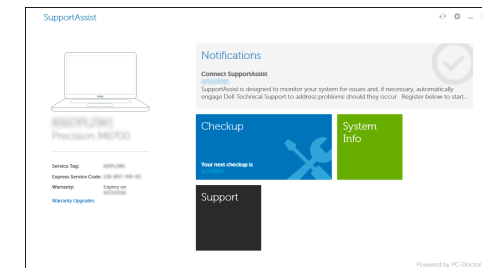 SupportAssist
Notifications
Connect SupportAssist
SupportAssist is designed to monitor your system for issues and, if necessary, automatically
engage Dell Technical Support to address problems should they occur. Register below to start...
Precision M6700
Checkup
System
Info
Your next checkup is
Service Tag:
Express Service Code:
Warranty: Expires on
Warranty Upgrades
Support
Powered by PC-Doctor